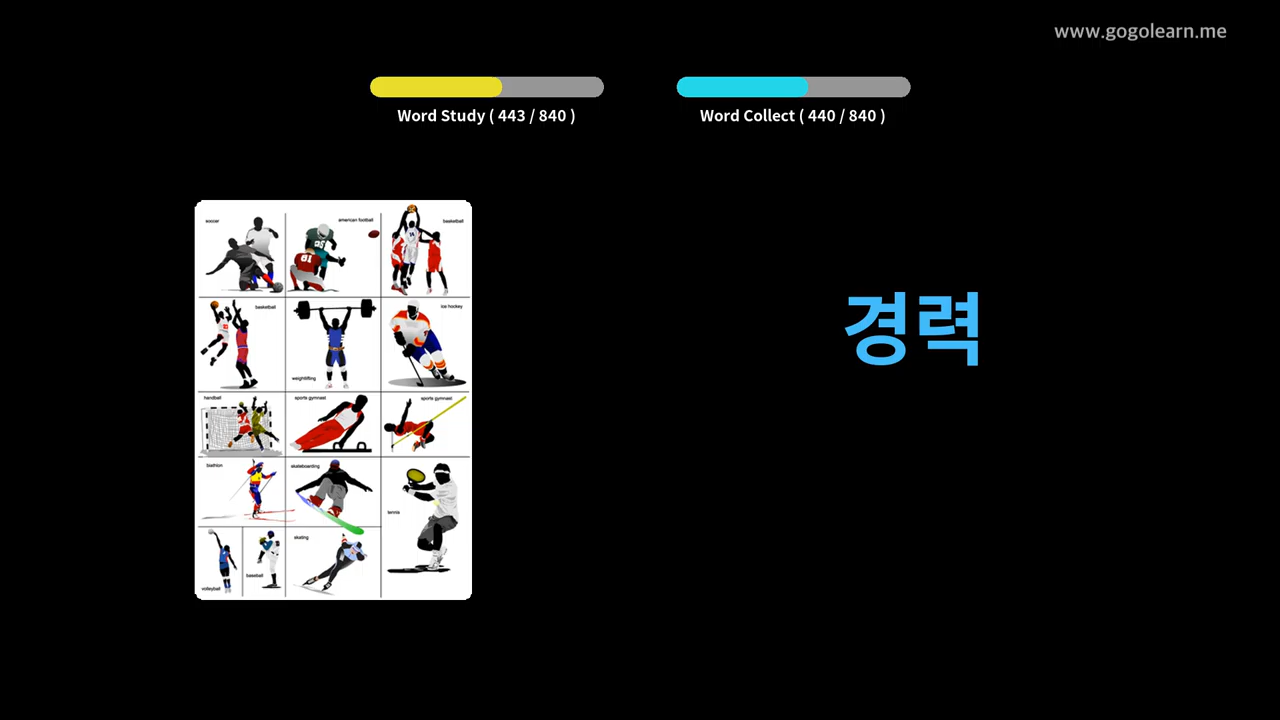 www.gogolearn.me
Word Study ( 443 / 840 )
Word Collect ( 440 / 840 )
soccer
american football
basketball
basketball
weightlifting
ice hockey
handball
sports gymnast
sports gymnast
biathlon
skateboarding
tennis
volleyball
baseball
skating
경력